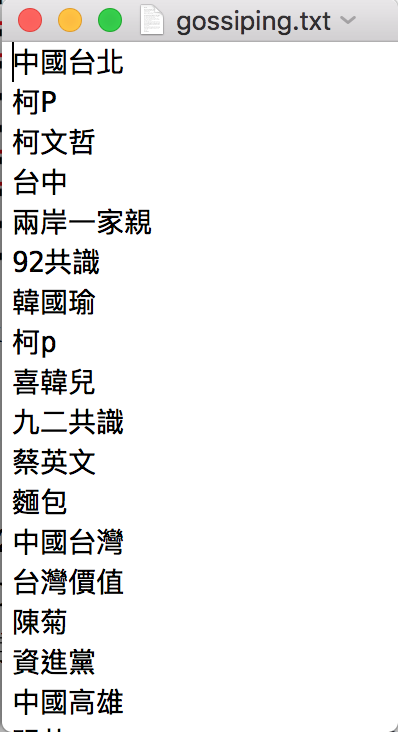 gossiping.txt
中國台北
柯P
柯文哲
台中
兩岸一家親
92共識
韓國瑜
柯p
喜韓兒
九二共識
蔡英文
麵包
中國台灣
台灣價值
陳菊
資進黨
中國高雄